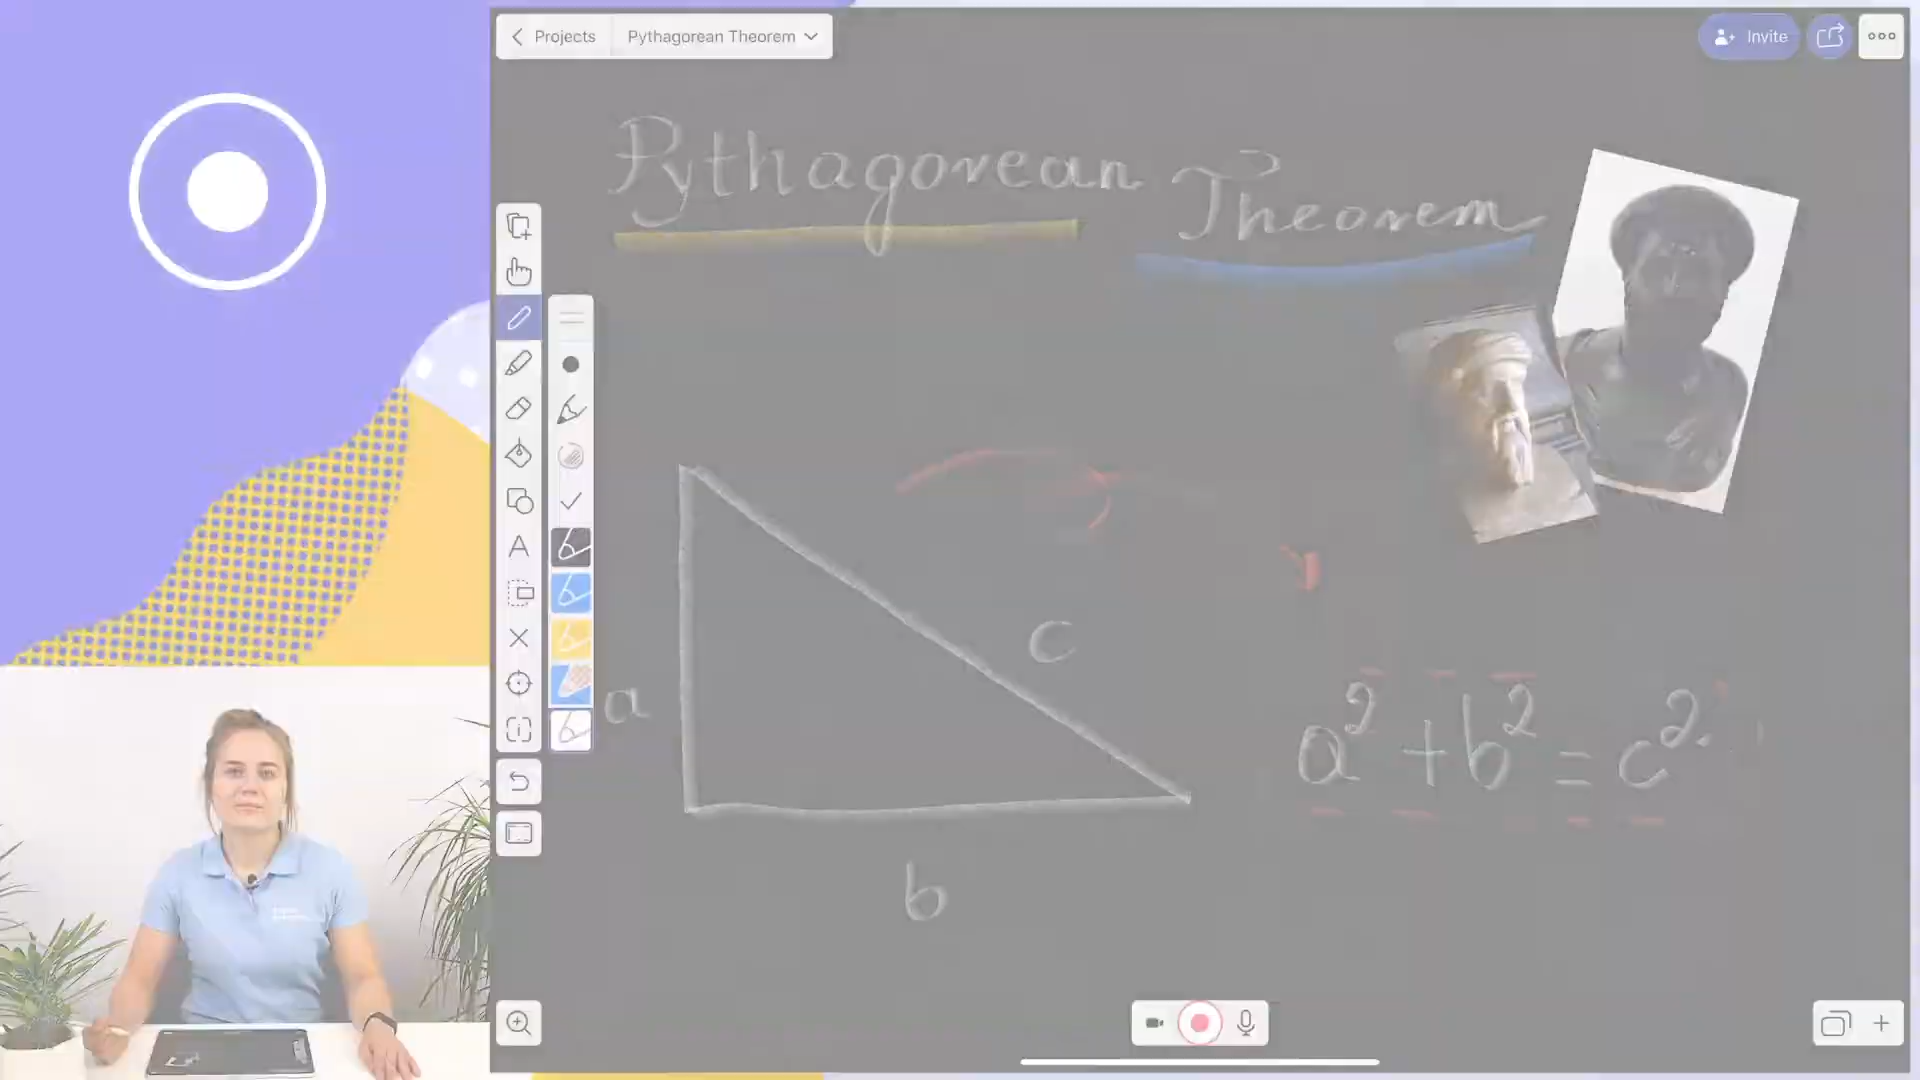 Projects
Pythagorean Theorem
Invite
Pythagorean Theorem
A
c
a
a² + b² = c².
b